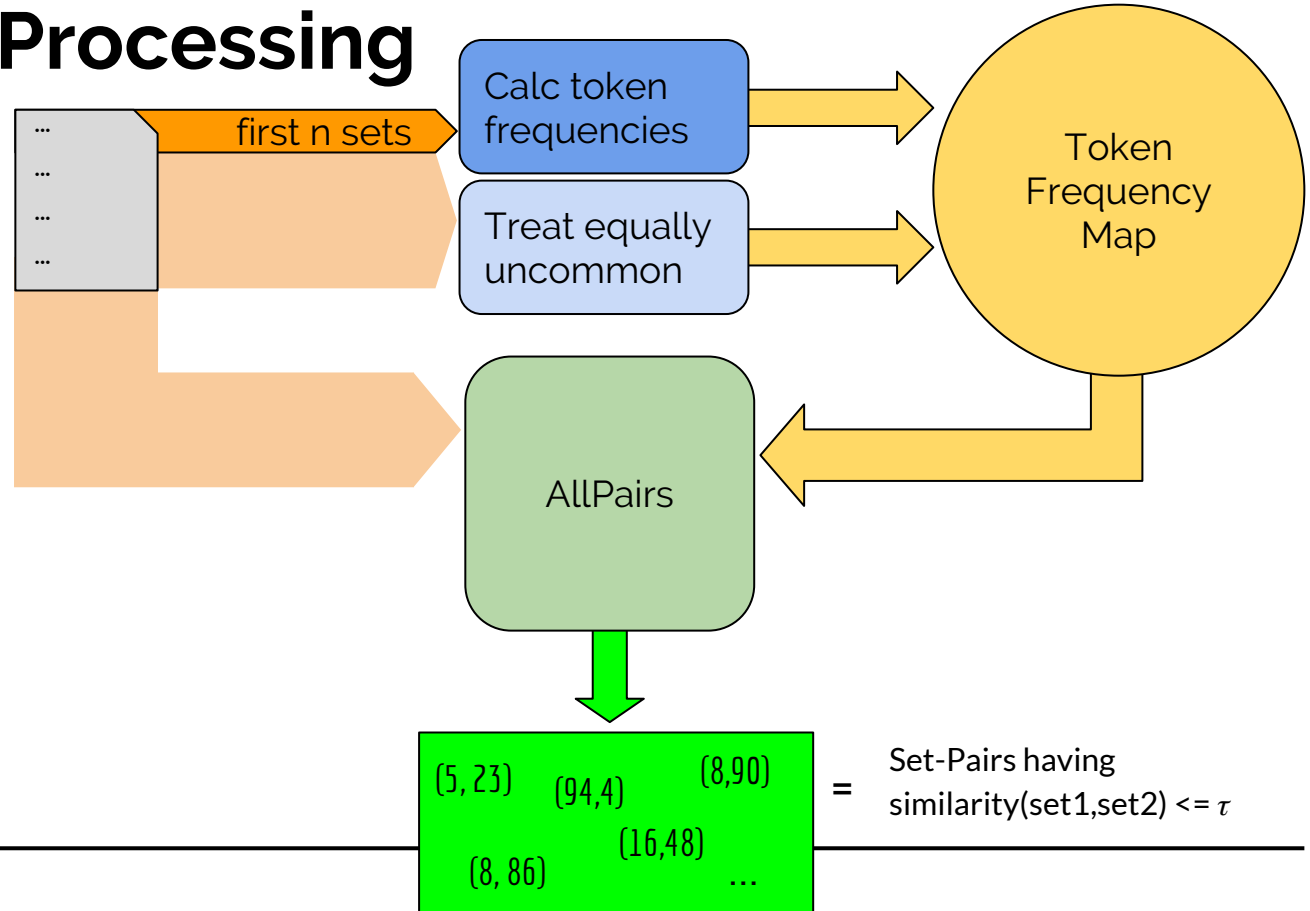 Processing
...
...
...
...
first n sets
Calc token
frequencies
Treat equally
uncommon
Token
Frequency
Map
AllPairs
(5, 23)
(94,4)
(8,90)
(16,48)
(8, 86)
...
=
Set-Pairs having
similarity(set1,set2) <= τ